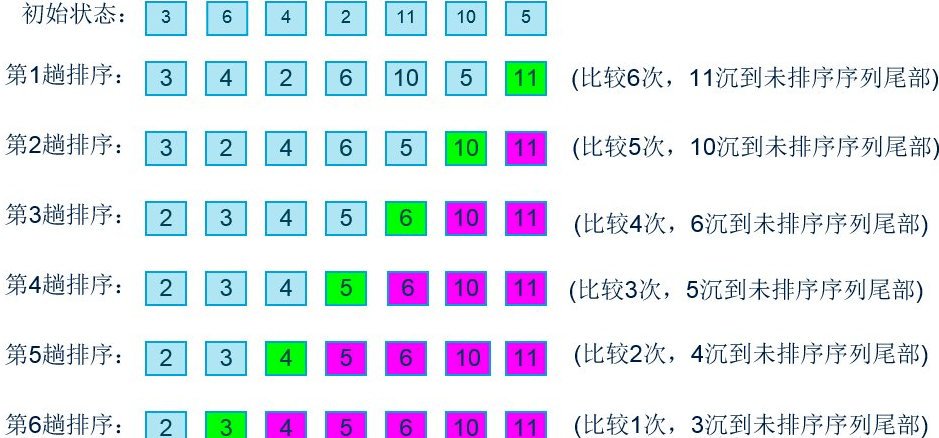 初始状态： 3 6 4 2 11 10 5
第1趟排序： 3 4 2 6 10 5 11 (比较6次，11沉到未排序序列尾部)
第2趟排序： 3 2 4 6 5 10 11 (比较5次，10沉到未排序序列尾部)
第3趟排序： 2 3 4 5 6 10 11 (比较4次，6沉到未排序序列尾部)
第4趟排序： 2 3 4 5 6 10 11 (比较3次，5沉到未排序序列尾部)
第5趟排序： 2 3 4 5 6 10 11 (比较2次，4沉到未排序序列尾部)
第6趟排序： 2 3 4 5 6 10 11 (比较1次，3沉到未排序序列尾部)